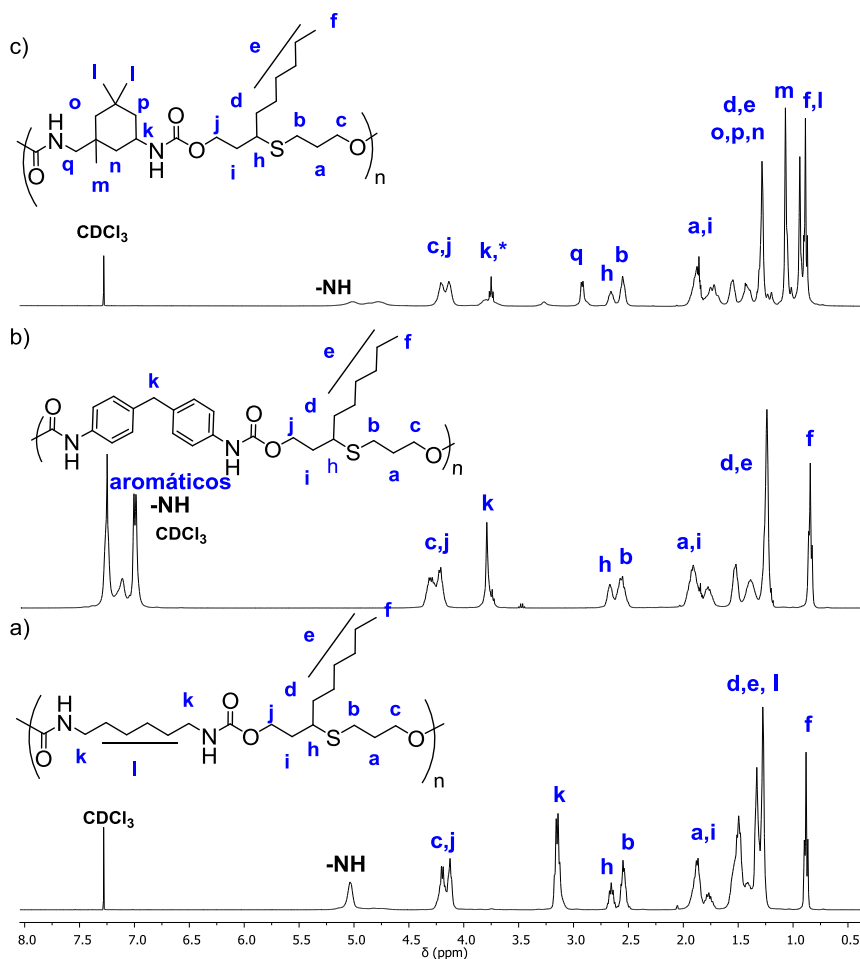 c)
f
e
l
l
o
p
d
b
c
k
j
N
H
O
N
H
O
O
h
S
O
q
n
m
i
a
n
m
f,l
d,e
o,p,n
a,i
CDCl3
c,j
k,*
q
h
b
-NH
b)
f
e
k
d
b
c
O
N
H
N
H
O
O
j
h
S
O
i
a
n
aromáticos
-NH
CDCl3
k
c,j
h
b
a,i
d,e
f
a)
f
e
d
k
b
c
N
H
O
N
H
O
O
j
h
S
O
k
l
i
a
n
d,e, l
f
k
a,i
CDCl3
-NH
c,j
h
b
8.0 7.5 7.0 6.5 6.0 5.5 5.0 4.5 4.0 3.5 3.0 2.5 2.0 1.5 1.0 0.5
δ (ppm)